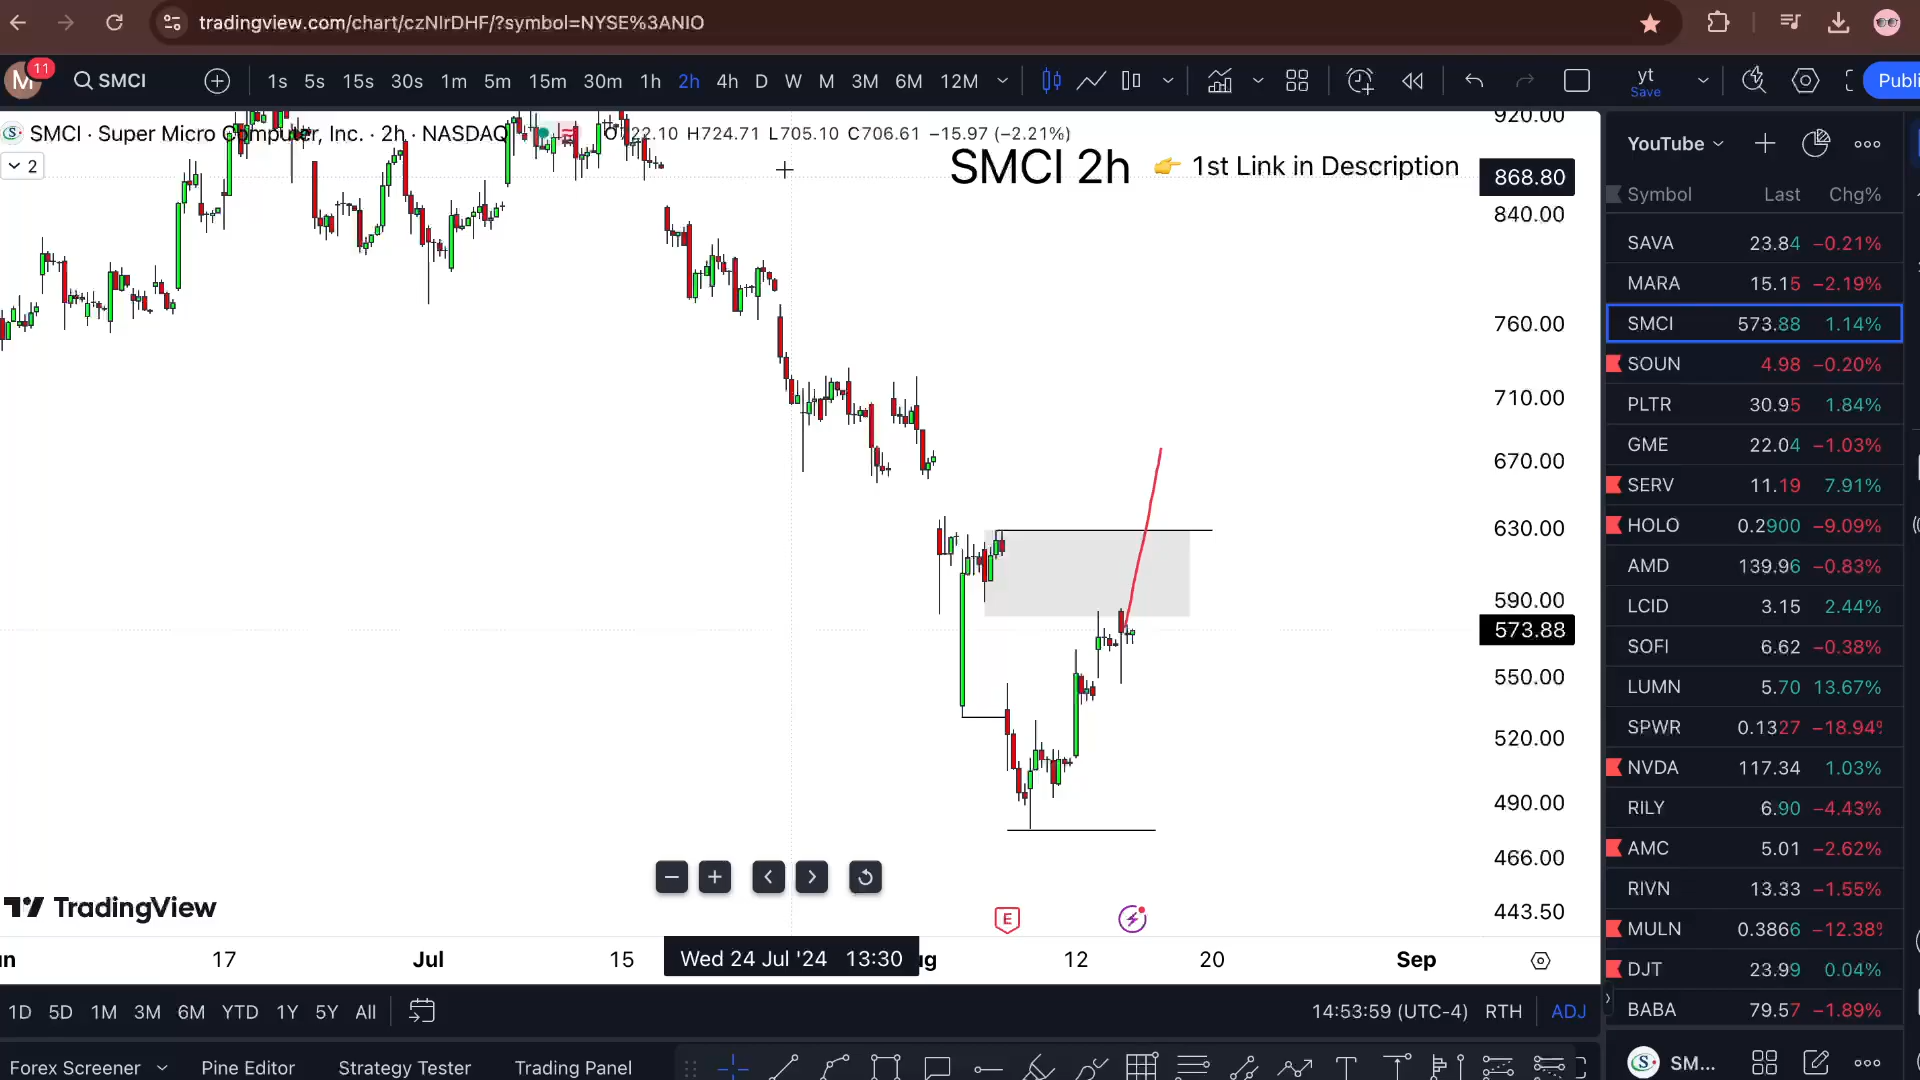 tradingview.com/chart/czNIrDHF/?symbol=NYSE%3ANIO
M 11 SMCI 1s 5s 15s 30s 1m 5m 15m 30m 1h 2h 4h D W M 3M 6M 12M yt Save Publi
SMCI · Super Micro Computer, Inc. · 2h · NASDAQ O722.10 H724.71 L705.10 C706.61 −15.97 (−2.21%)
2
SMCI 2h 👉 1st Link in Description
920.00
868.80
840.00
760.00
710.00
670.00
630.00
590.00
573.88
550.00
520.00
490.00
466.00
443.50
E
TradingView
17 Jul 15 Wed 24 Jul '24 13:30 12 20 Sep
1D 5D 1M 3M 6M YTD 1Y 5Y All 14:53:59 (UTC-4) RTH ADJ
Forex Screener Pine Editor Strategy Tester Trading Panel
YouTube
Symbol Last Chg%
SAVA 23.84 −0.21%
MARA 15.15 −2.19%
SMCI 573.88 1.14%
SOUN 4.98 −0.20%
PLTR 30.95 1.84%
GME 22.04 −1.03%
SERV 11.19 7.91%
HOLO 0.2900 −9.09%
AMD 139.96 −0.83%
LCID 3.15 2.44%
SOFI 6.62 −0.38%
LUMN 5.70 13.67%
SPWR 0.1327 −18.94%
NVDA 117.34 1.03%
RILY 6.90 −4.43%
AMC 5.01 −2.62%
RIVN 13.33 −1.55%
MULN 0.3866 −12.38%
DJT 23.99 0.04%
BABA 79.57 −1.89%
SM...